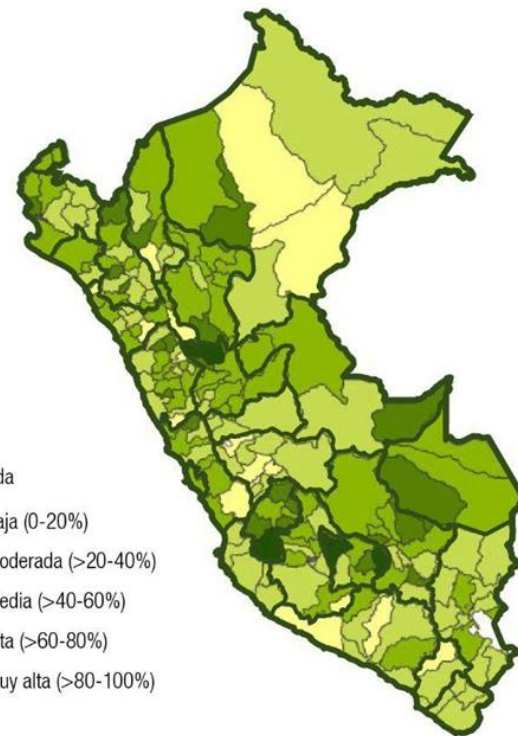 da
aja (0-20%)
oderada (>20-40%)
edia (>40-60%)
ta (>60-80%)
uy alta (>80-100%)